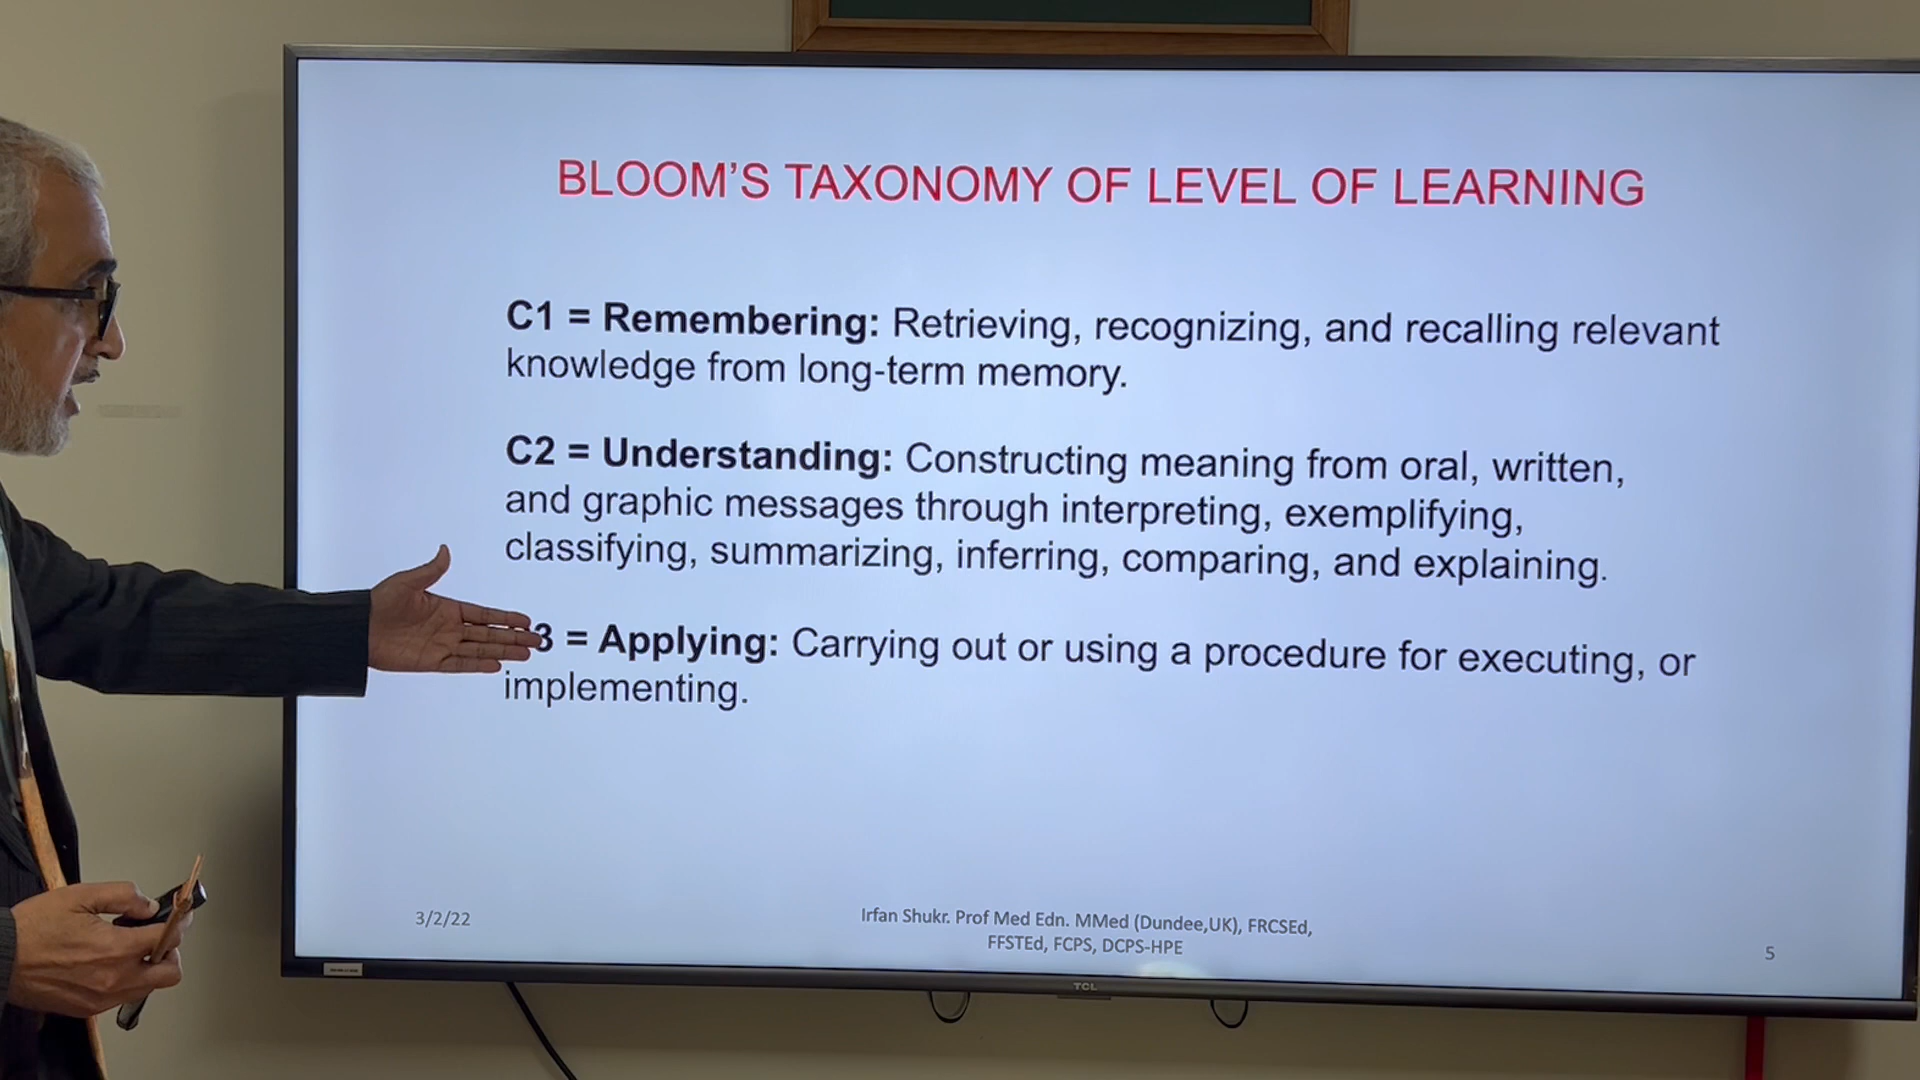 BLOOM'S TAXONOMY OF LEVEL OF LEARNING
C1 = Remembering: Retrieving, recognizing, and recalling relevant
knowledge from long-term memory.
C2 = Understanding: Constructing meaning from oral, written,
and graphic messages through interpreting, exemplifying,
classifying, summarizing, inferring, comparing, and explaining.
3 = Applying: Carrying out or using a procedure for executing, or
implementing.
3/2/22
Irfan Shukr. Prof Med Edn. MMed (Dundee,UK), FRCSEd,
FFSTEd, FCPS, DCPS-HPE
5
TCL